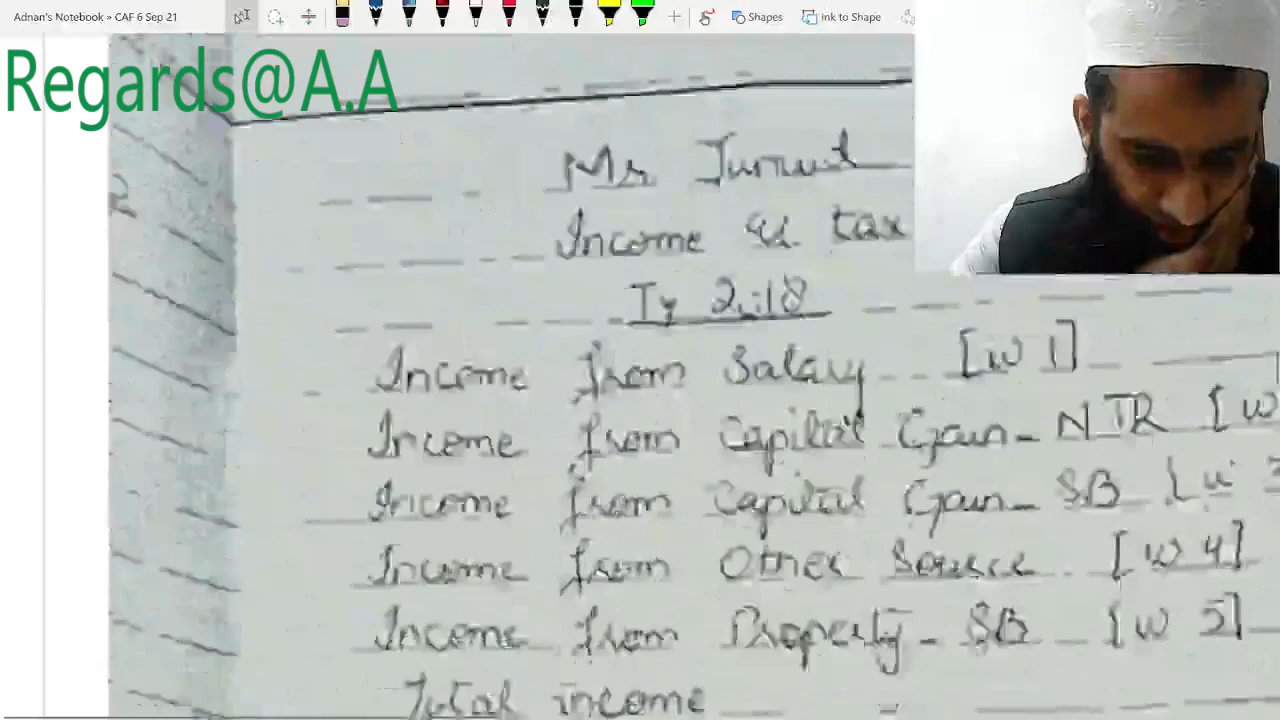 Adnan's Notebook » CAF 6 Sep 21
Shapes
Ink to Shape
Regards@A.A
Mr
Income & tax
Ty 2018
Income from Salary [W 1]
Income from Capital Gain - NTR [W
Income from Capital Gain - SB [W 3
Income from Other Source [W 4]
Income from Property - SB [W 5]
Total income